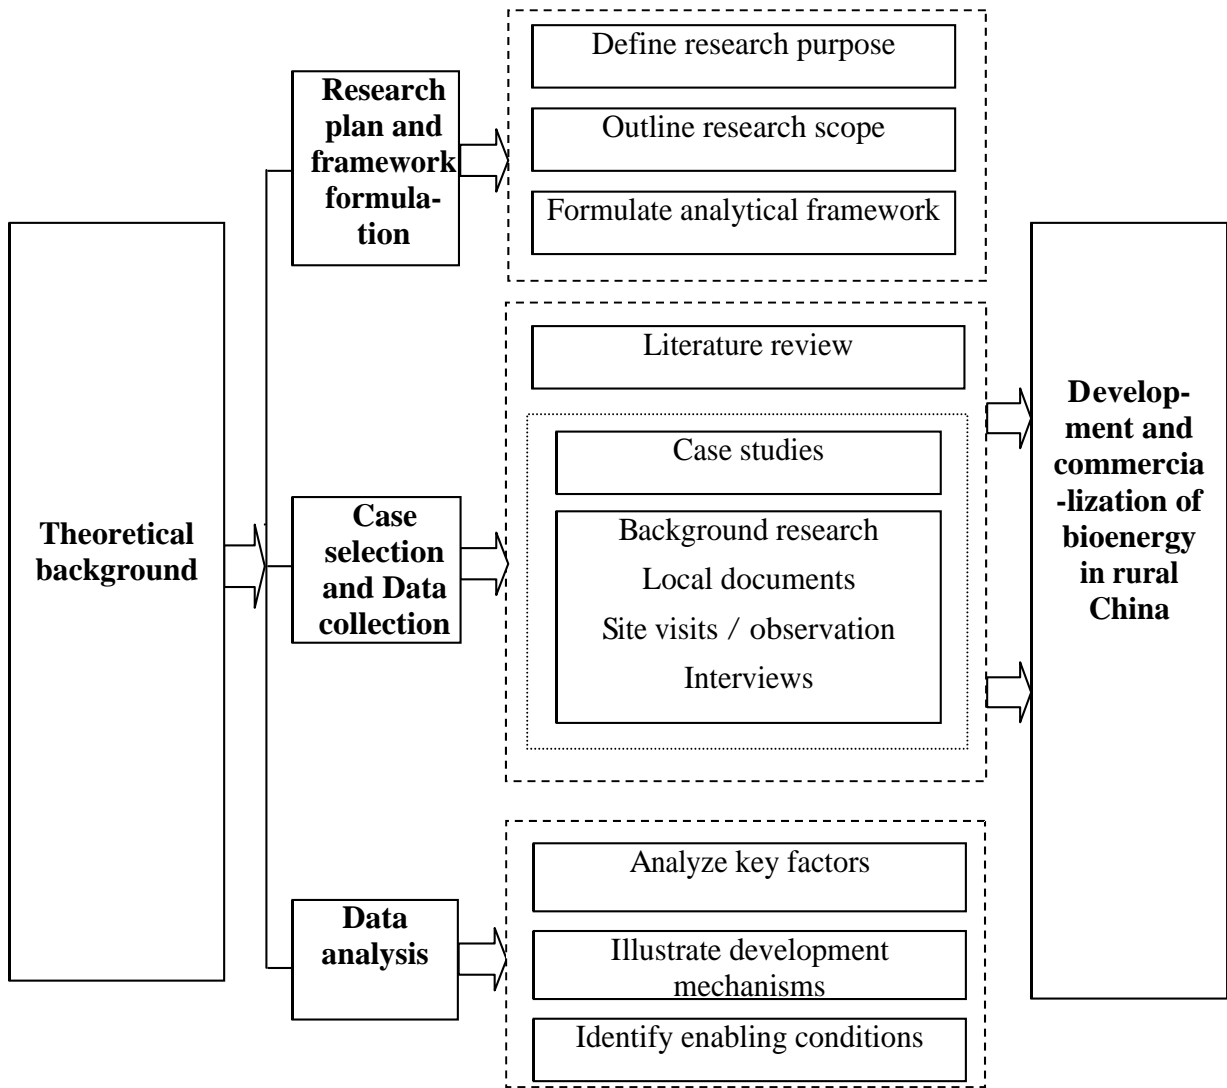 Theoretical
background
Research
plan and
framework
formula-
tion
Define research purpose
Outline research scope
Formulate analytical framework
Case
selection
and Data
collection
Literature review
Case studies
Background research
Local documents
Site visits / observation
Interviews
Data
analysis
Analyze key factors
Illustrate development
mechanisms
Identify enabling conditions
Develop-
ment and
commercia
-lization of
bioenergy
in rural
China